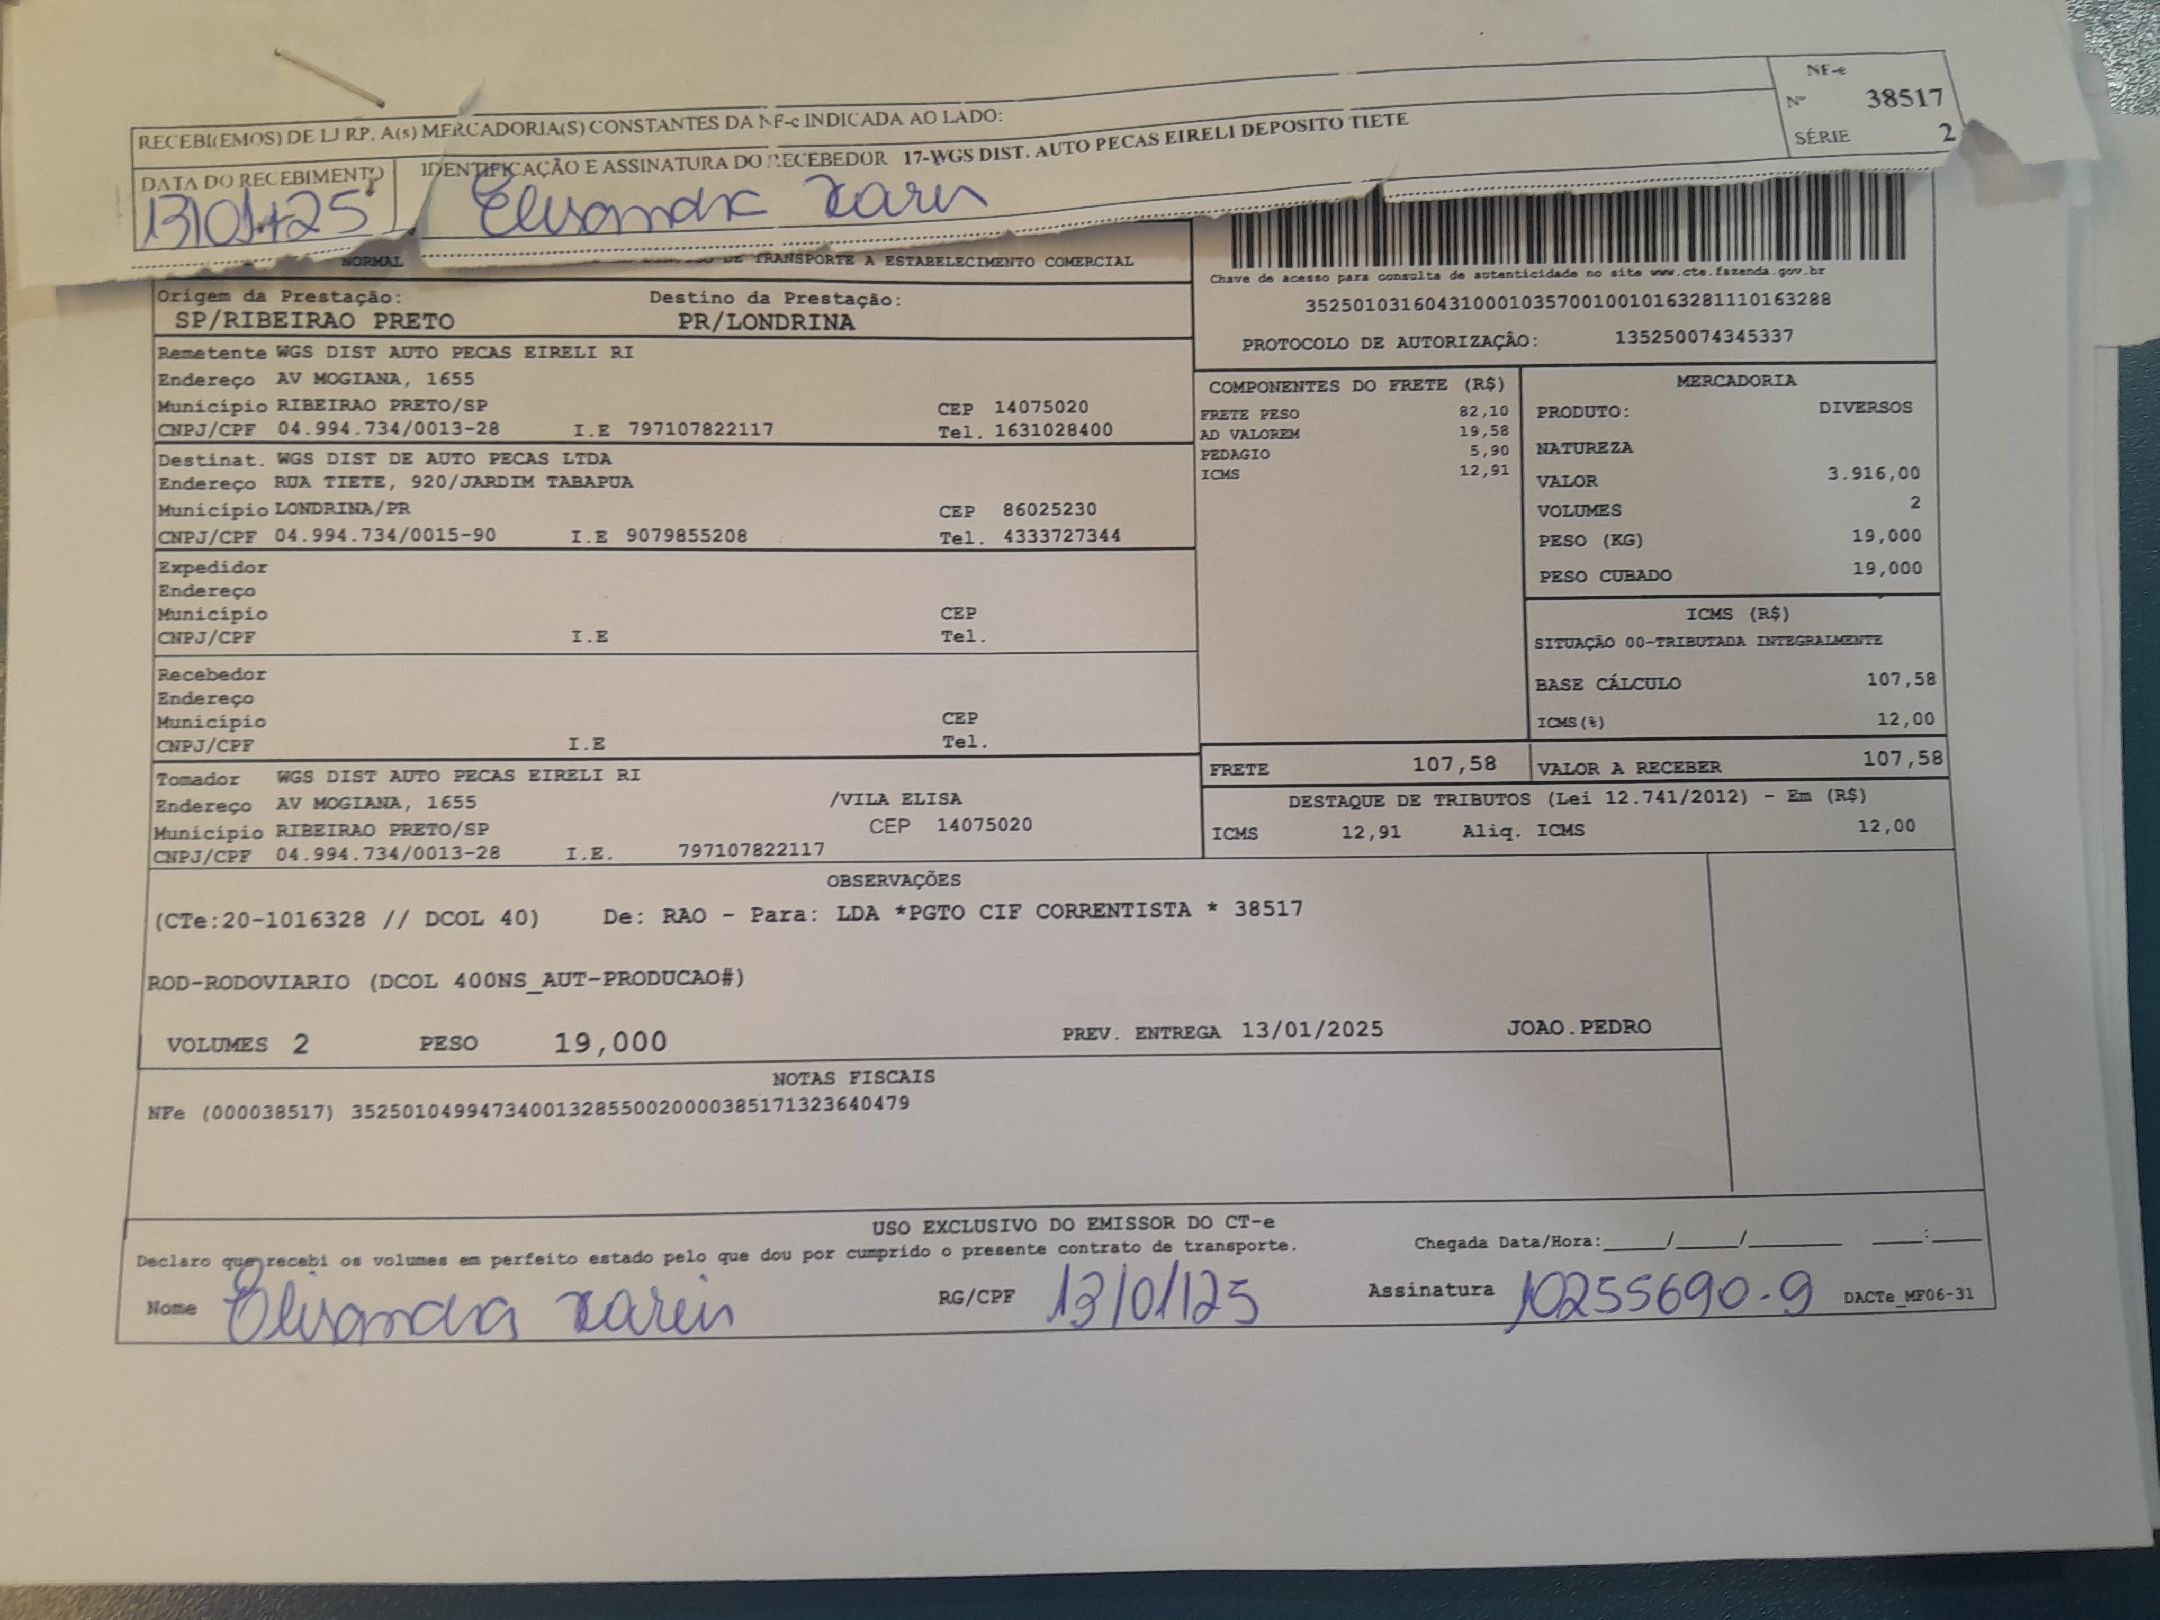 RECEBI(EMOS) DE LJ RP. A(s) MERCADORIA(S) CONSTANTES DA NF-e INDICADA AO LADO:
NF-e
Nº 38517
SÉRIE 2
DATA DO RECEBIMENTO
IDENTIFICAÇÃO E ASSINATURA DO RECEBEDOR 17-WGS DIST. AUTO PECAS EIRELI DEPOSITO TIETE
13/01/25 Elisandra
NORMAL DE TRANSPORTE A ESTABELECIMENTO COMERCIAL
Chave de acesso para consulta de autenticidade no site www.cte.fazenda.gov.br
35250103160431000103570010010163281110163288
PROTOCOLO DE AUTORIZAÇÃO: 135250074345337
Origem da Prestação: Destino da Prestação:
SP/RIBEIRAO PRETO PR/LONDRINA
Remetente WGS DIST AUTO PECAS EIRELI RI
Endereço AV MOGIANA, 1655
Município RIBEIRAO PRETO/SP CEP 14075020
CNPJ/CPF 04.994.734/0013-28 I.E 797107822117 Tel. 1631028400
Destinat. WGS DIST DE AUTO PECAS LTDA
Endereço RUA TIETE, 920/JARDIM TABAPUA
Município LONDRINA/PR CEP 86025230
CNPJ/CPF 04.994.734/0015-90 I.E 9079855208 Tel. 4333727344
Expedidor
Endereço
Município CEP
CNPJ/CPF I.E Tel.
Recebedor
Endereço
Município CEP
CNPJ/CPF I.E Tel.
Tomador WGS DIST AUTO PECAS EIRELI RI
Endereço AV MOGIANA, 1655 /VILA ELISA
Município RIBEIRAO PRETO/SP CEP 14075020
CNPJ/CPF 04.994.734/0013-28 I.E. 797107822117
COMPONENTES DO FRETE (R$)
FRETE PESO 82,10
AD VALOREM 19,58
PEDAGIO 5,90
ICMS 12,91
MERCADORIA
PRODUTO: DIVERSOS
NATUREZA
VALOR 3.916,00
VOLUMES 2
PESO (KG) 19,000
PESO CUBADO 19,000
ICMS (R$)
SITUAÇÃO 00-TRIBUTADA INTEGRALMENTE
BASE CÁLCULO 107,58
ICMS(%) 12,00
FRETE 107,58 VALOR A RECEBER 107,58
DESTAQUE DE TRIBUTOS (Lei 12.741/2012) - Em (R$)
ICMS 12,91 Aliq. ICMS 12,00
OBSERVAÇÕES
(CTe:20-1016328 // DCOL 40) De: RAO - Para: LDA *PGTO CIF CORRENTISTA * 38517
ROD-RODOVIARIO (DCOL 400NS_AUT-PRODUCAO#)
VOLUMES 2 PESO 19,000 PREV. ENTREGA 13/01/2025 JOAO.PEDRO
NOTAS FISCAIS
NFe (000038517) 35250104994734001328550020000385171323640479
USO EXCLUSIVO DO EMISSOR DO CT-e
Declaro que recebi os volumes em perfeito estado pelo que dou por cumprido o presente contrato de transporte.
Chegada Data/Hora:____/____/______ ___:___
Nome Elisandra RG/CPF 13/01/25 Assinatura 10255690-9 DACTe_MF06-31